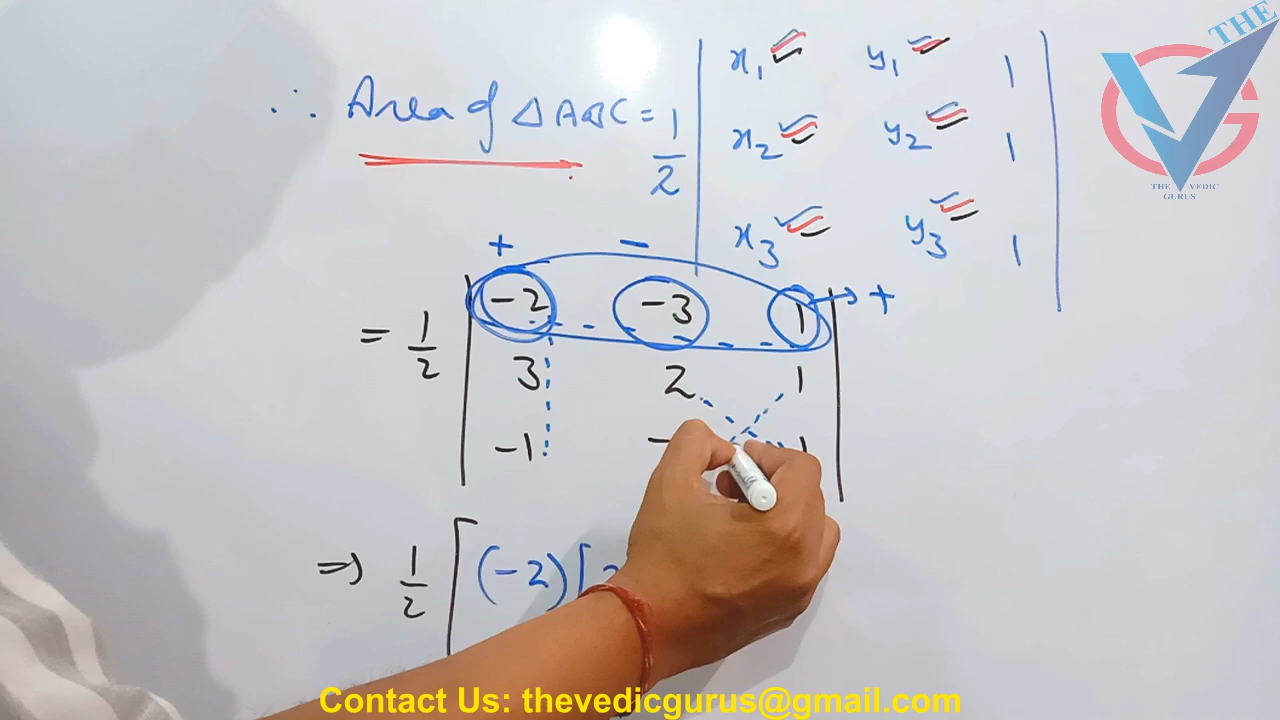 ∴ Area of △ABC = 1/2 | x₁ y₁ 1
x₂ y₂ 1
x₃ y₃ 1 |
+ −
= 1/2 | -2 -3 1 | → +
3 2 1
-1 - 1
⇒ 1/2 [ (-2) [
THE
THE VEDIC
GURUS
Contact Us: thevedicgurus@gmail.com